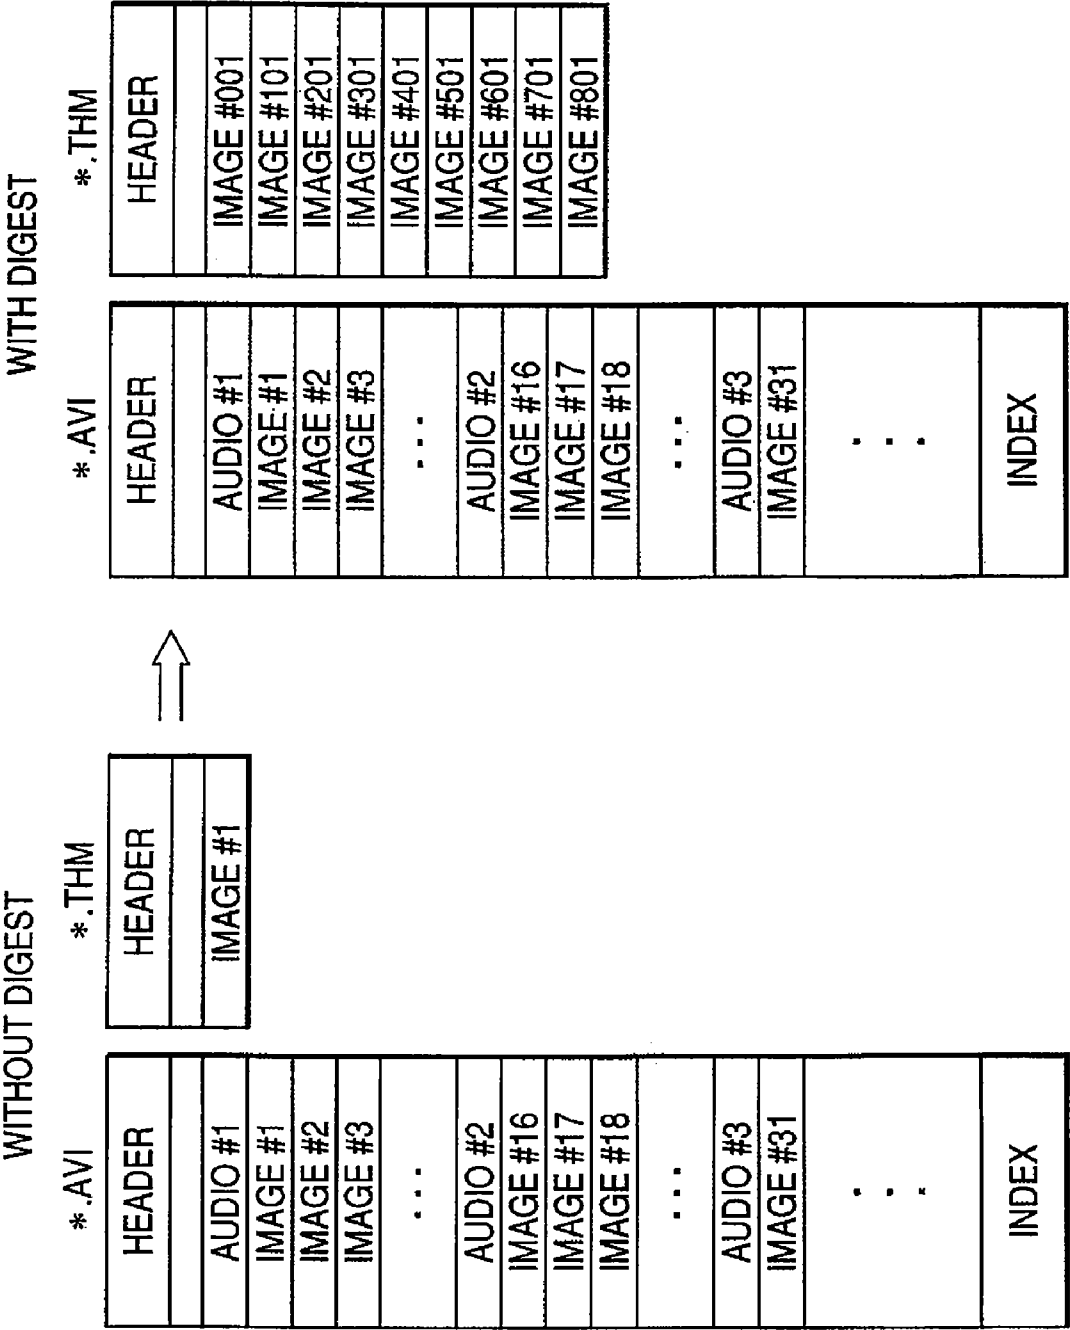 WITHOUT DIGEST
*.AVI
HEADER
AUDIO #1
IMAGE #1
IMAGE #2
IMAGE #3
...
AUDIO #2
IMAGE #16
IMAGE #17
IMAGE #18
...
AUDIO #3
IMAGE #31
...
INDEX
*.THM
HEADER
IMAGE #1
WITH DIGEST
*.AVI
HEADER
AUDIO #1
IMAGE #1
IMAGE #2
IMAGE #3
...
AUDIO #2
IMAGE #16
IMAGE #17
IMAGE #18
...
AUDIO #3
IMAGE #31
...
INDEX
*.THM
HEADER
IMAGE #001
IMAGE #101
IMAGE #201
IMAGE #301
IMAGE #401
IMAGE #501
IMAGE #601
IMAGE #701
IMAGE #801